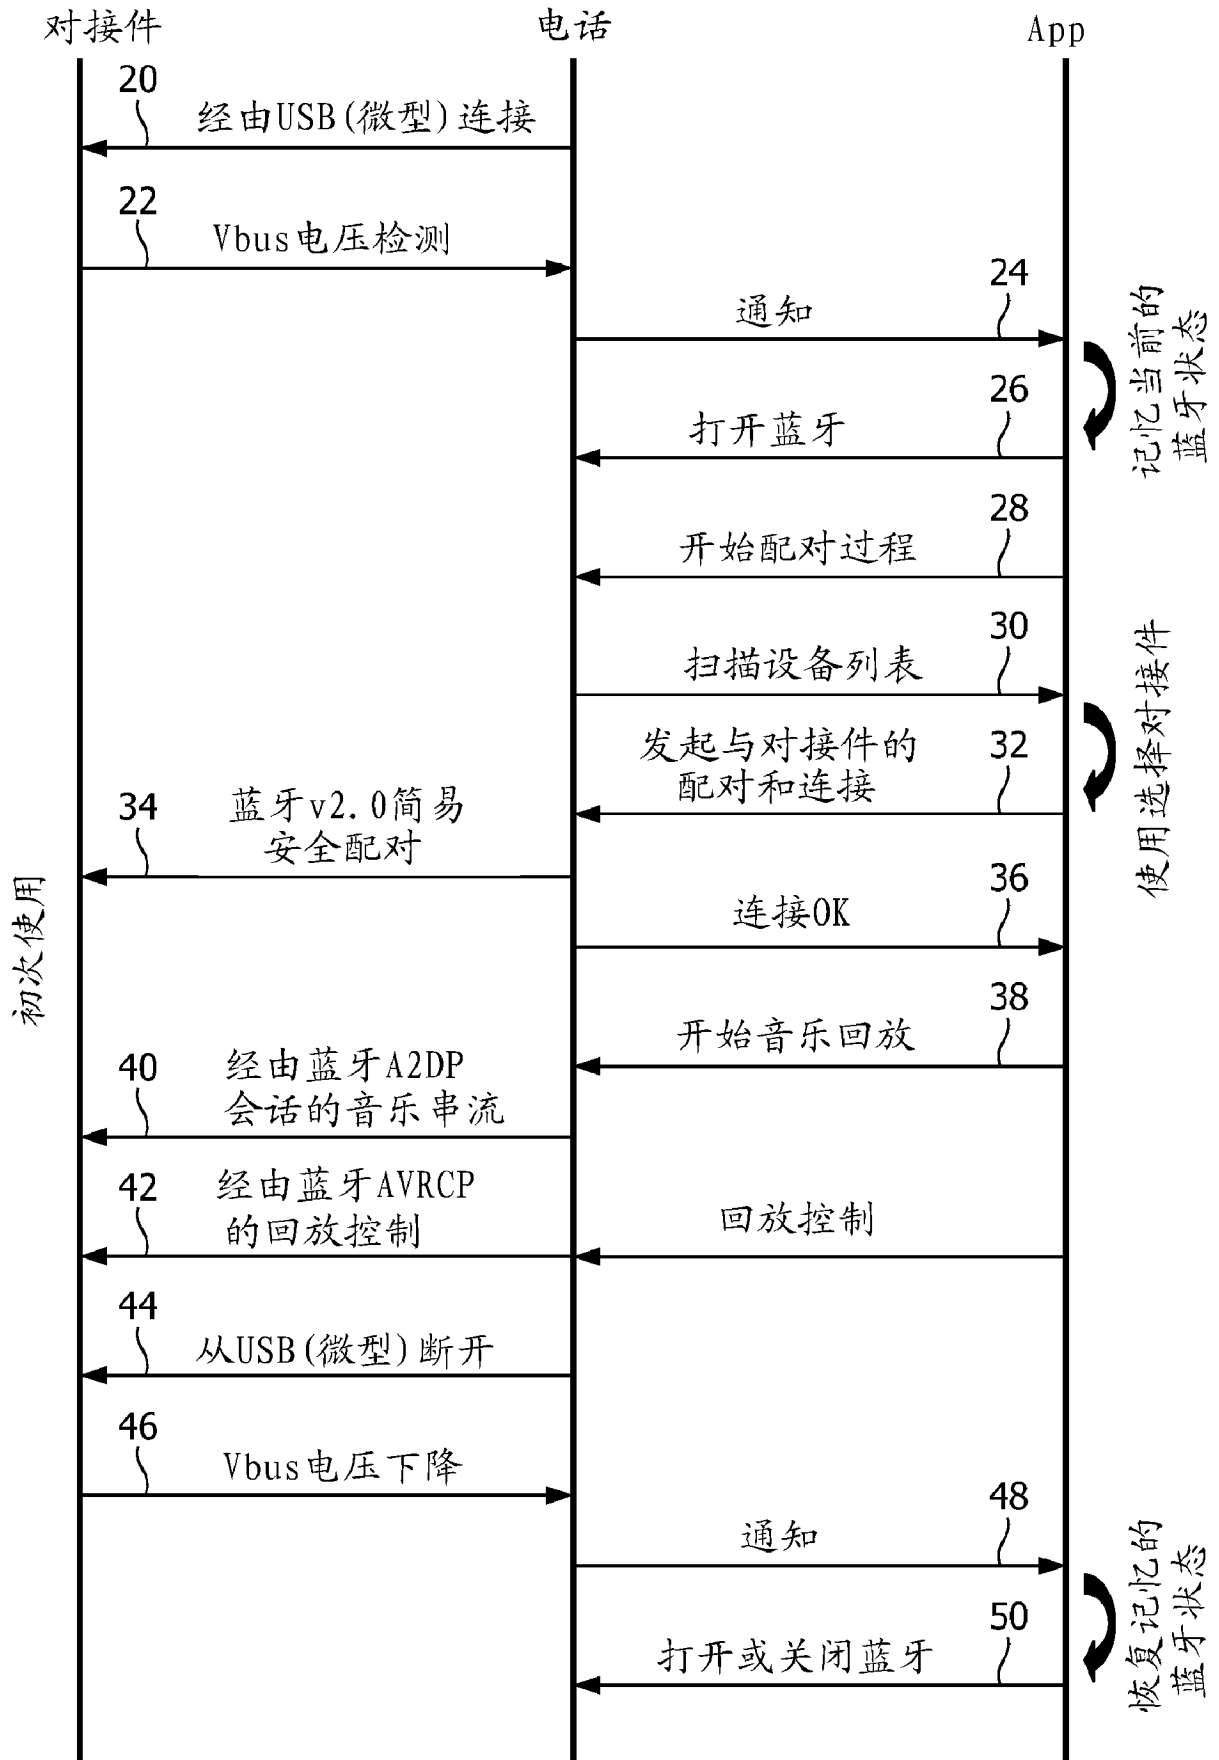 对接件
电话
App
20
经由USB(微型)连接
22
Vbus电压检测
24
通知
记忆当前的
蓝牙状态
26
打开蓝牙
28
开始配对过程
30
扫描设备列表
使用选择对接件
32
发起与对接件的
配对和连接
34
蓝牙v2.0简易
安全配对
初次使用
36
连接OK
38
开始音乐回放
40
经由蓝牙A2DP
会话的音乐串流
42
经由蓝牙AVRCP
的回放控制
回放控制
44
从USB(微型)断开
46
Vbus电压下降
48
通知
恢复记忆的
蓝牙状态
50
打开或关闭蓝牙